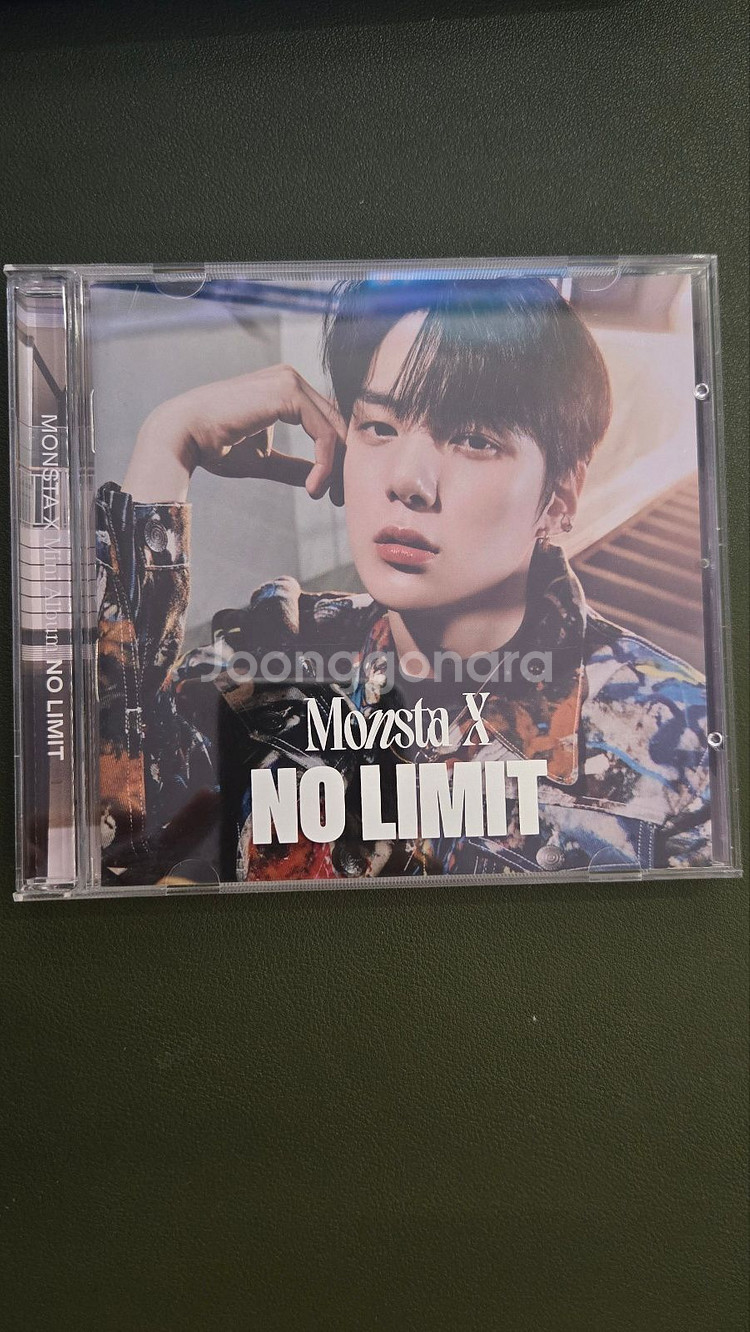 MONSTA X Mini Album NO LIMIT
Joonggonara
Monsta X
NO LIMIT